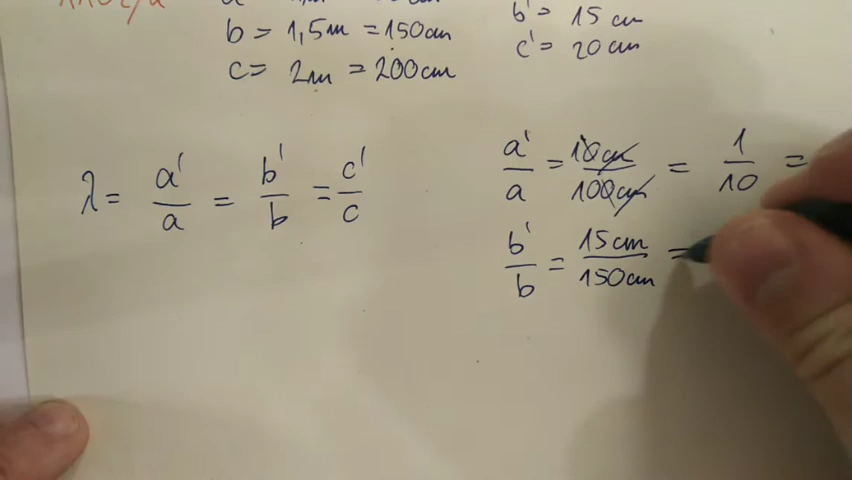 b = 1,5m = 150cm
c = 2m = 200cm
b' = 15 cm
c' = 20 cm
λ = a'/a = b'/b = c'/c
a'/a = 10cm/100cm = 1/10 =
b'/b = 15cm/150cm =